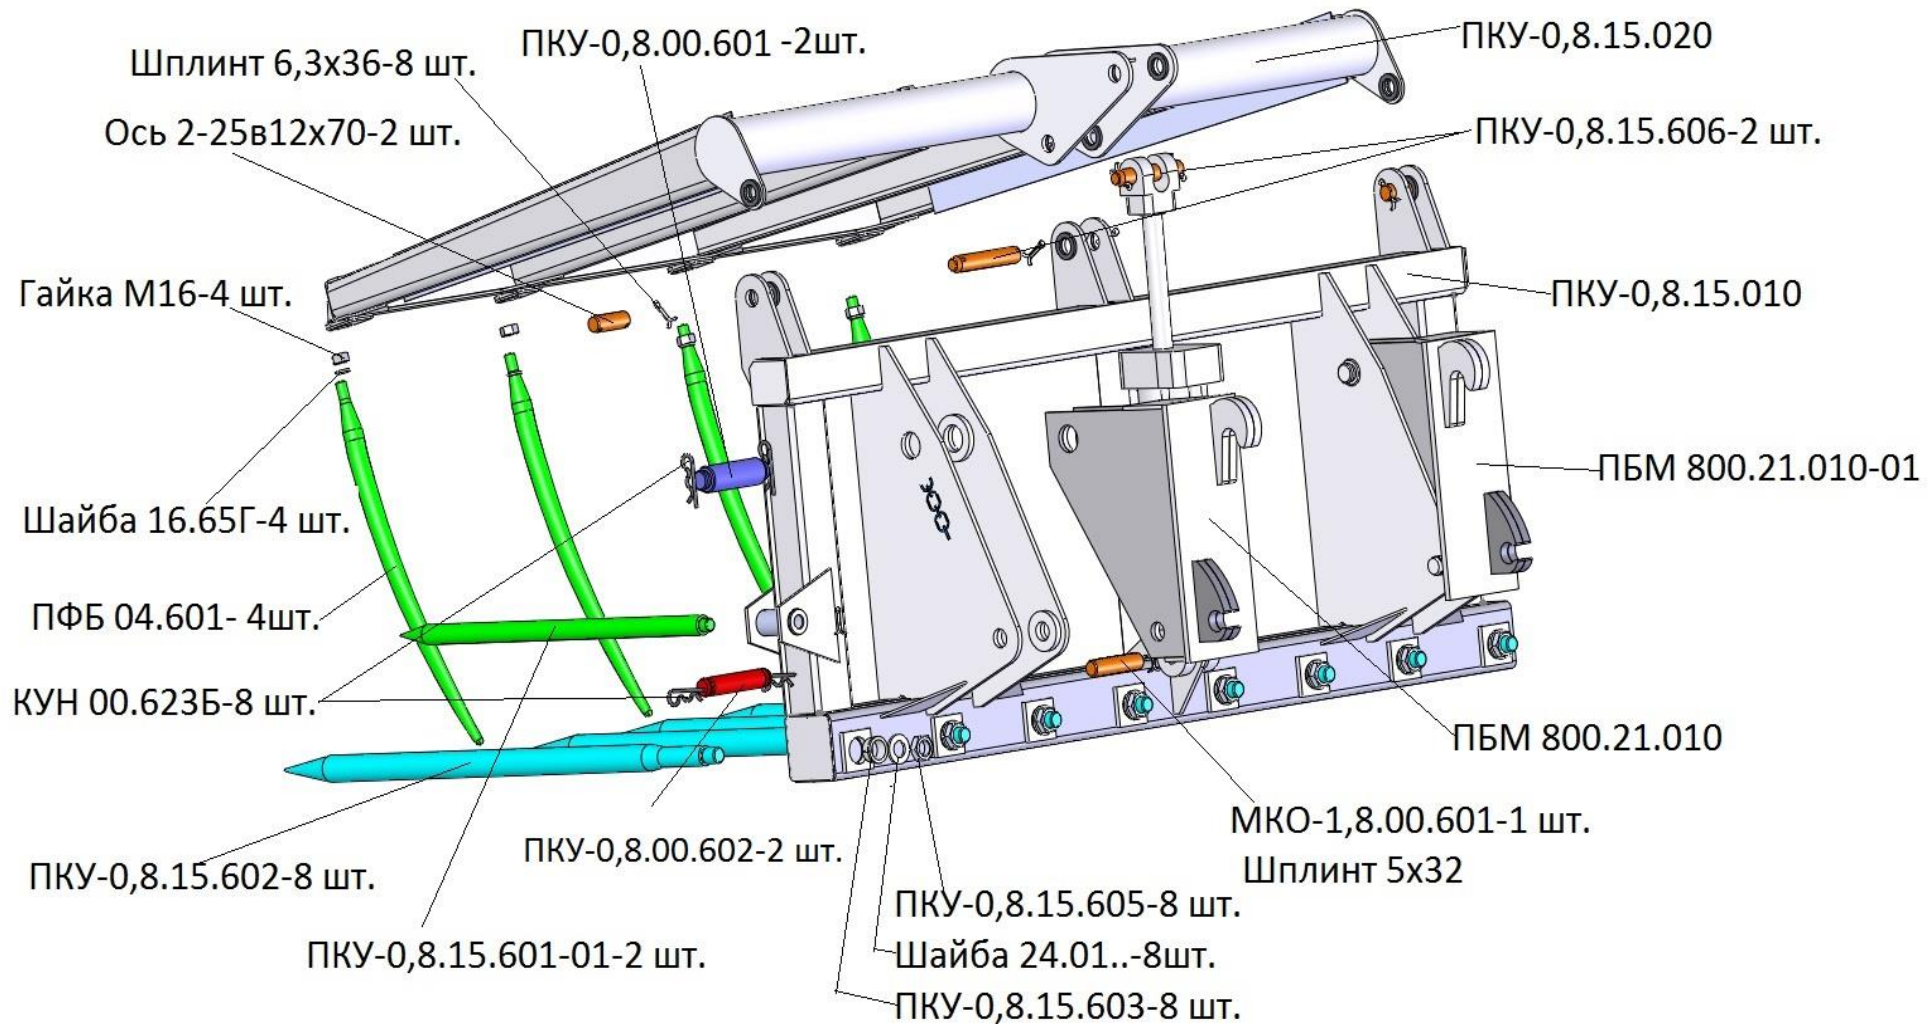 ПКУ-0,8.00.601 -2шт.
ПКУ-0,8.15.020
Шплинт 6,3х36-8 шт.
Ось 2-25в12х70-2 шт.
ПКУ-0,8.15.606-2 шт.
Гайка М16-4 шт.
ПКУ-0,8.15.010
ПБМ 800.21.010-01
Шайба 16.65Г-4 шт.
ПФБ 04.601- 4шт.
КУН 00.623Б-8 шт.
ПБМ 800.21.010
МКО-1,8.00.601-1 шт.
Шплинт 5х32
ПКУ-0,8.00.602-2 шт.
ПКУ-0,8.15.602-8 шт.
ПКУ-0,8.15.605-8 шт.
ПКУ-0,8.15.601-01-2 шт.
Шайба 24.01..-8шт.
ПКУ-0,8.15.603-8 шт.